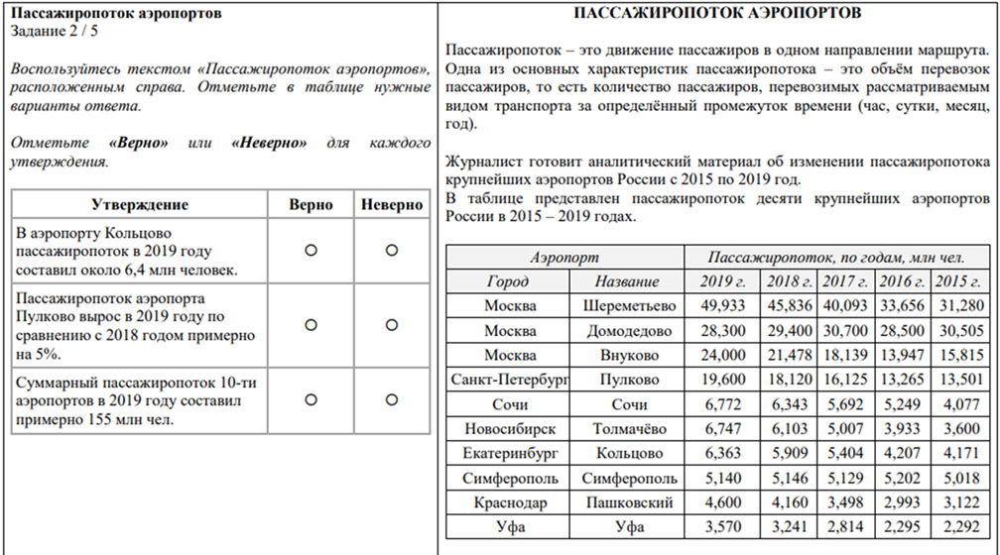 Пассажиропоток аэропортов
Задание 2 / 5
Воспользуйтесь текстом «Пассажиропоток аэропортов»,
расположенным справа. Отметьте в таблице нужные
варианты ответа.
Отметьте «Верно» или «Неверно» для каждого
утверждения.
Утверждение Верно Неверно
В аэропорту Кольцово
пассажиропоток в 2019 году
составил около 6,4 млн человек.
Пассажиропоток аэропорта
Пулково вырос в 2019 году по
сравнению с 2018 годом примерно
на 5%.
Суммарный пассажиропоток 10-ти
аэропортов в 2019 году составил
примерно 155 млн чел.
ПАССАЖИРОПОТОК АЭРОПОРТОВ
Пассажиропоток – это движение пассажиров в одном направлении маршрута.
Одна из основных характеристик пассажиропотока – это объём перевозок
пассажиров, то есть количество пассажиров, перевозимых рассматриваемым
видом транспорта за определённый промежуток времени (час, сутки, месяц,
год).
Журналист готовит аналитический материал об изменении пассажиропотока
крупнейших аэропортов России с 2015 по 2019 год.
В таблице представлен пассажиропоток десяти крупнейших аэропортов
России в 2015 – 2019 годах.
Аэропорт Пассажиропоток, по годам, млн чел.
Город Название 2019 г. 2018 г. 2017 г. 2016 г. 2015 г.
Москва Шереметьево 49,933 45,836 40,093 33,656 31,280
Москва Домодедово 28,300 29,400 30,700 28,500 30,505
Москва Внуково 24,000 21,478 18,139 13,947 15,815
Санкт-Петербург Пулково 19,600 18,120 16,125 13,265 13,501
Сочи Сочи 6,772 6,343 5,692 5,249 4,077
Новосибирск Толмачёво 6,747 6,103 5,007 3,933 3,600
Екатеринбург Кольцово 6,363 5,909 5,404 4,207 4,171
Симферополь Симферополь 5,140 5,146 5,129 5,202 5,018
Краснодар Пашковский 4,600 4,160 3,498 2,993 3,122
Уфа Уфа 3,570 3,241 2,814 2,295 2,292